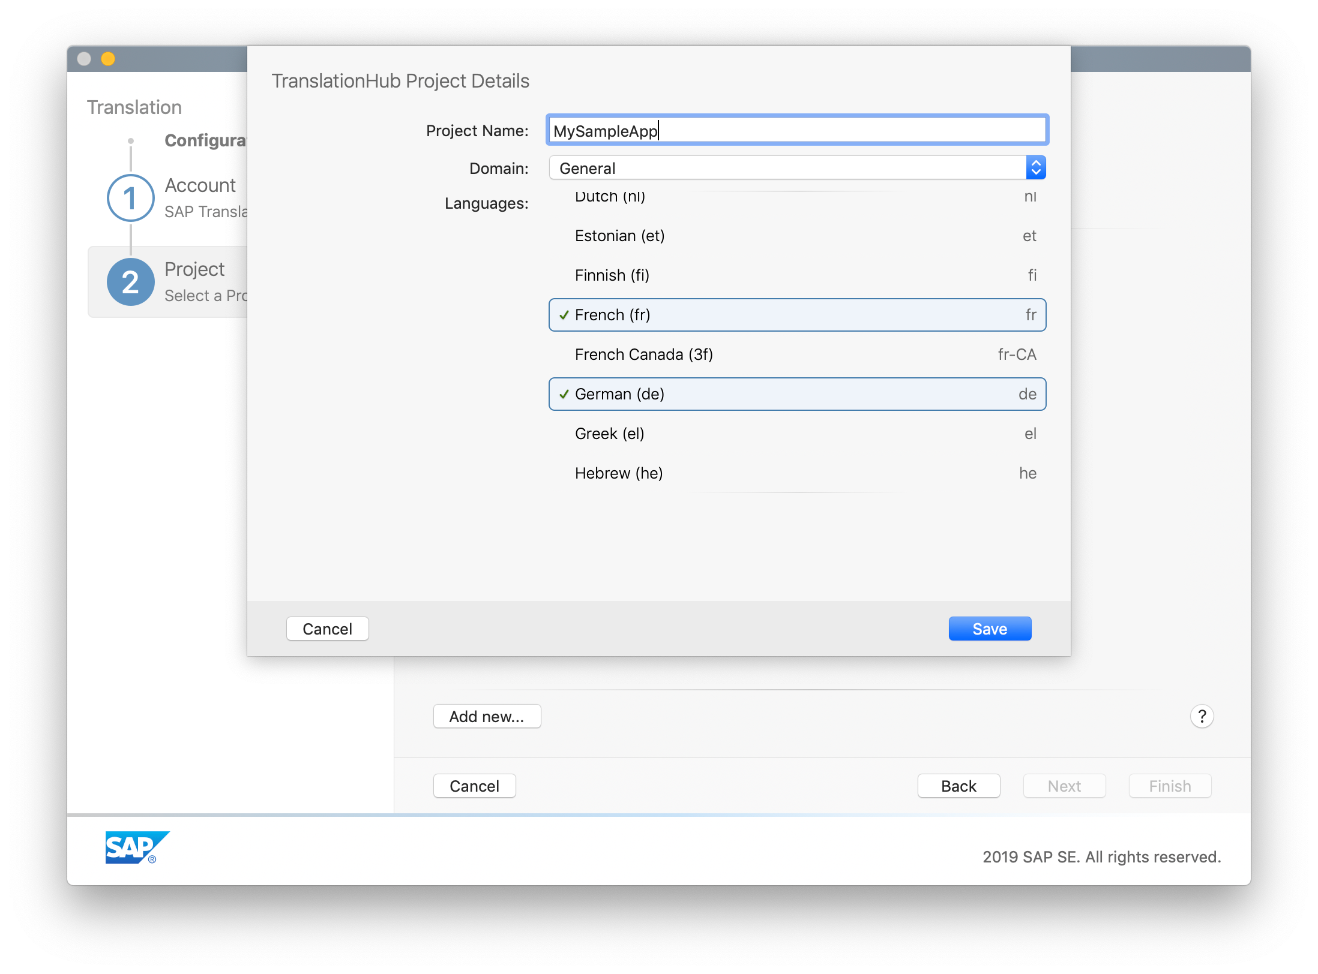 TranslationHub Project Details
Translation
Project Name: MySampleApp
Configura
Domain: General
1 Account
SAP Transla
Languages: Dutch (nl) nl
Estonian (et) et
2 Project
Select a Pro
Finnish (fi) fi
✓ French (fr) fr
French Canada (3f) fr-CA
✓ German (de) de
Greek (el) el
Hebrew (he) he
Cancel Save
Add new... ?
Cancel Back Next Finish
SAP®
2019 SAP SE. All rights reserved.